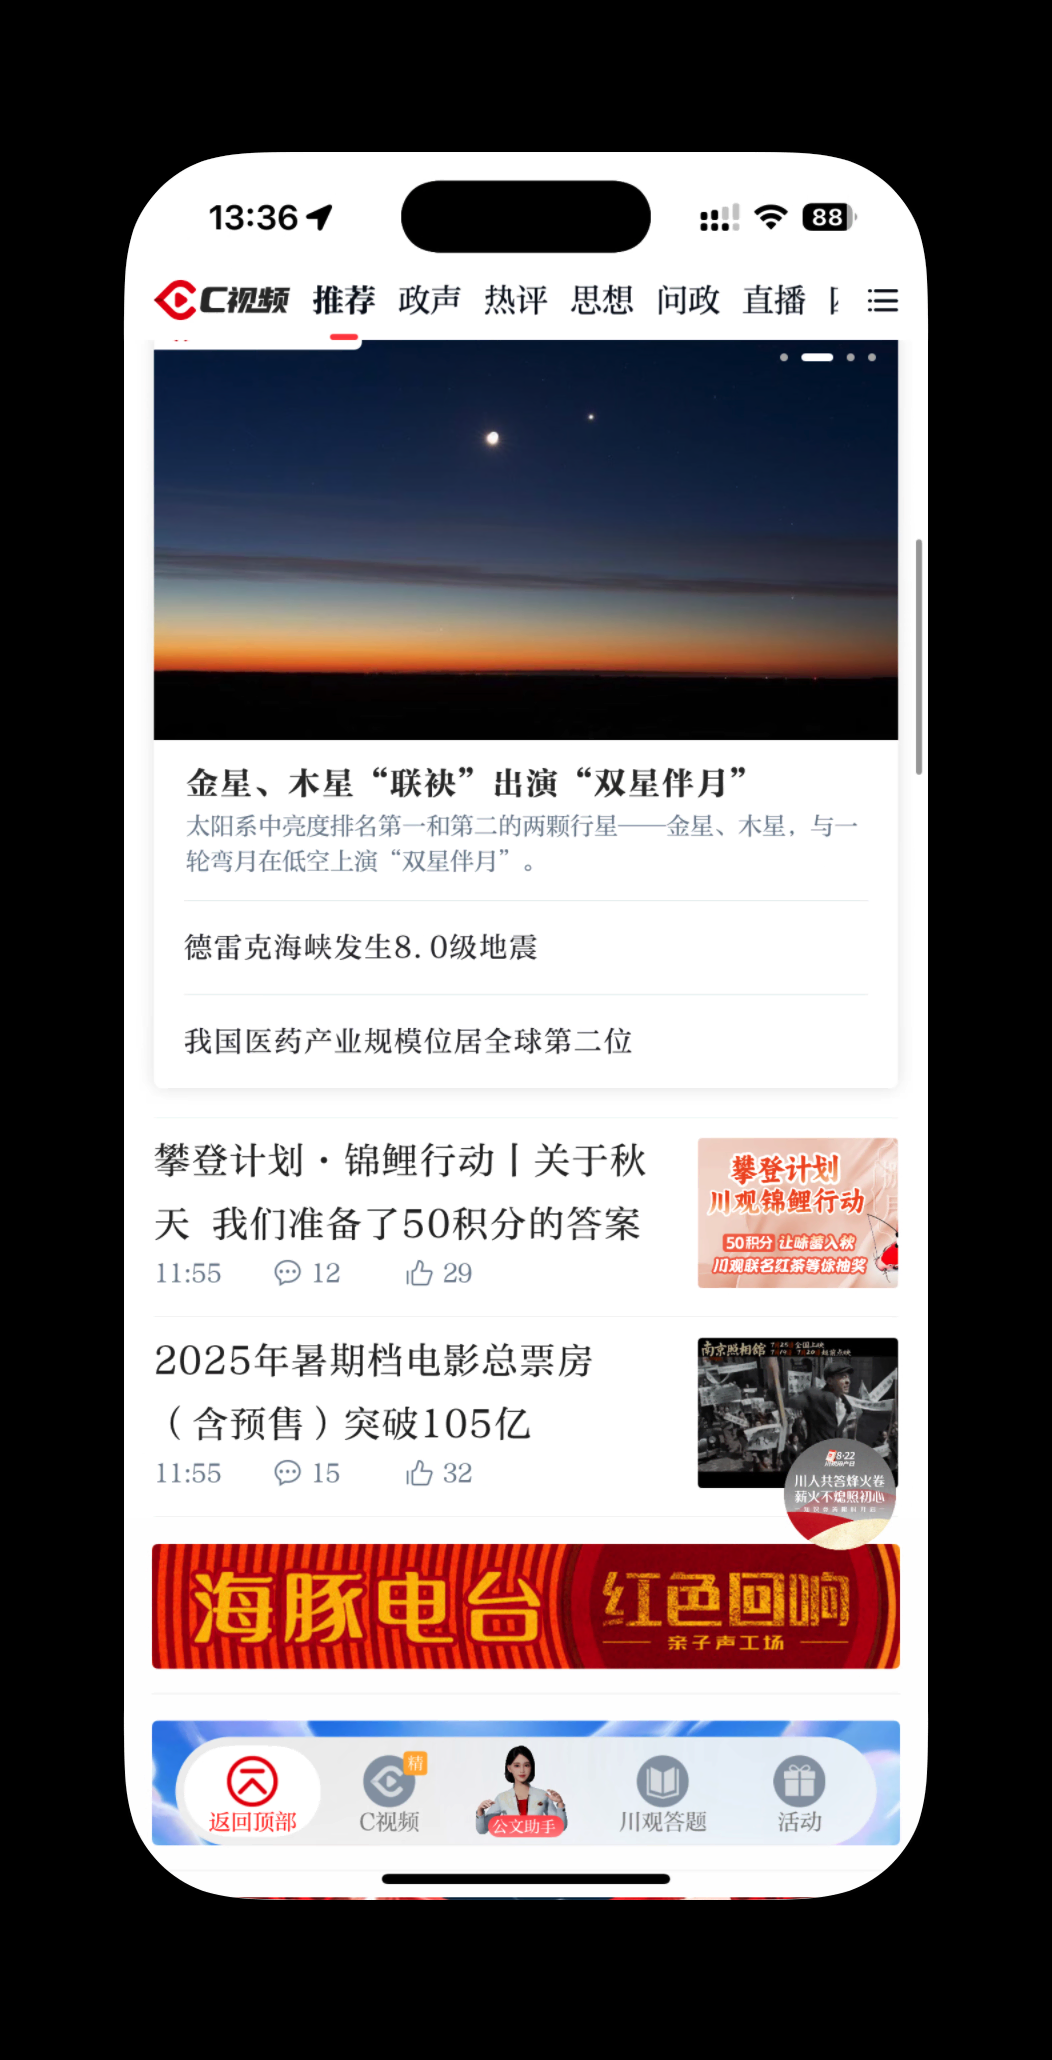 13:36
88
C视频 推荐 政声 热评 思想 问政 直播
金星、木星“联袂”出演“双星伴月”
太阳系中亮度排名第一和第二的两颗行星——金星、木星，与一
轮弯月在低空上演“双星伴月”。
德雷克海峡发生8.0级地震
我国医药产业规模位居全球第二位
攀登计划·锦鲤行动丨关于秋
天 我们准备了50积分的答案
11:55 12 29
攀登计划
川观锦鲤行动
50积分 让味蕾入秋
川观联名红茶等你抽奖
2025年暑期档电影总票房
（含预售）突破105亿
11:55 15 32
南京照相馆
8·22
川人共答烽火卷
薪火不熄照初心
海豚电台
红色回响
亲子声工场
返回顶部
C视频
精
公文助手
川观答题
活动